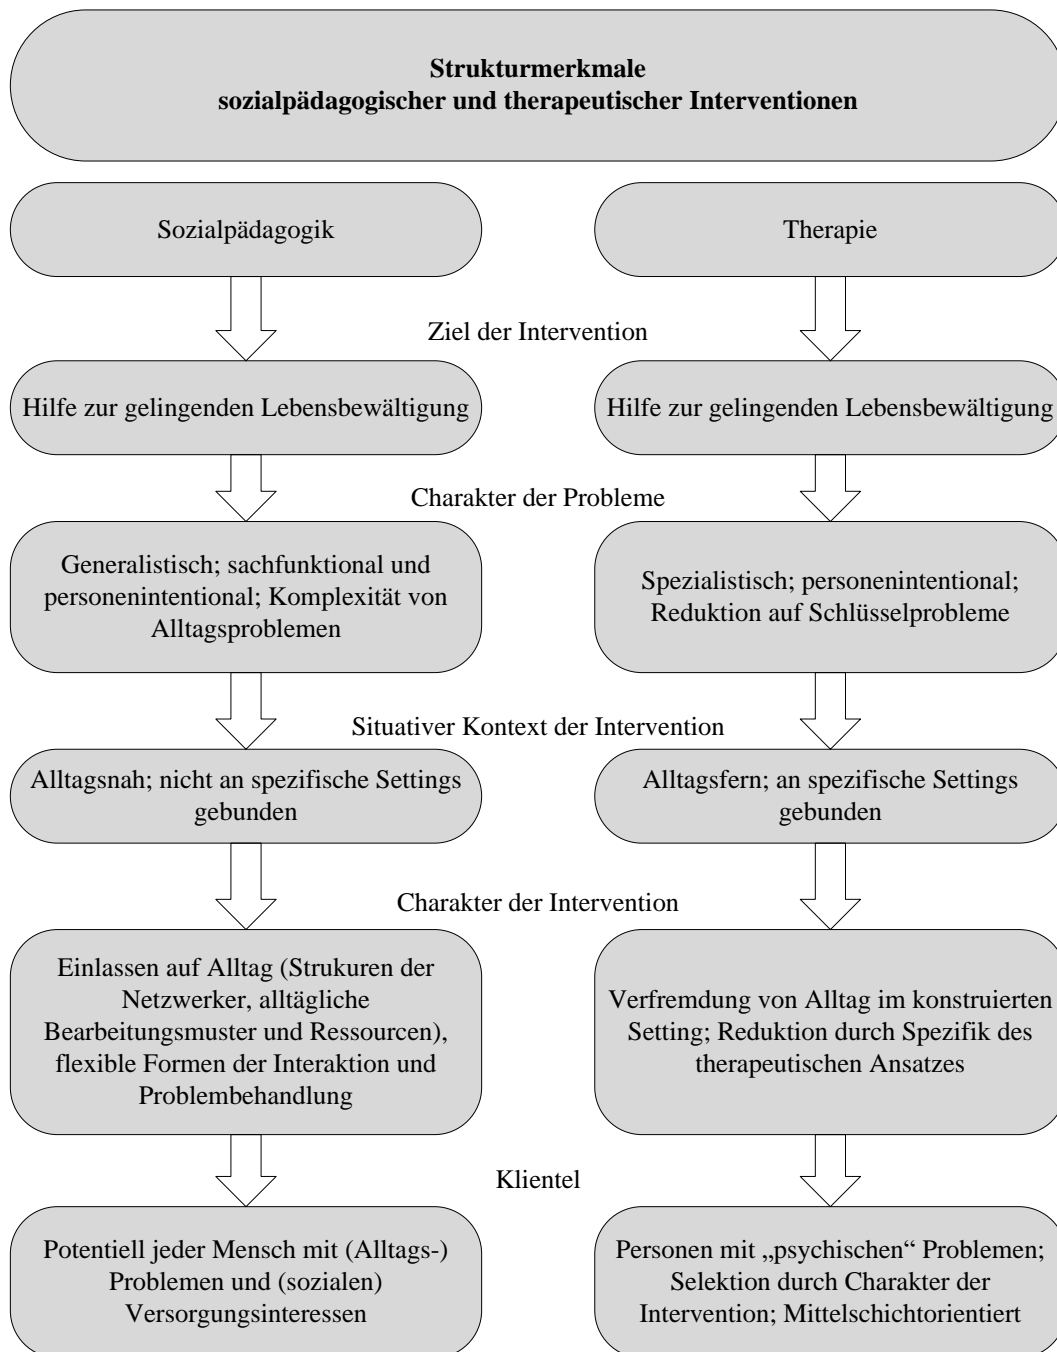 Strukturmerkmale
sozialpädagogischer und therapeutischer Interventionen
Sozialpädagogik
Therapie
Ziel der Intervention
Hilfe zur gelingenden Lebensbewältigung
Hilfe zur gelingenden Lebensbewältigung
Charakter der Probleme
Generalistisch; sachfunktional und
personenintentional; Komplexität von
Alltagsproblemen
Spezialistisch; personenintentional;
Reduktion auf Schlüsselprobleme
Situativer Kontext der Intervention
Alltagsnah; nicht an spezifische Settings
gebunden
Alltagsfern; an spezifische Settings
gebunden
Charakter der Intervention
Einlassen auf Alltag (Strukuren der
Netzwerker, alltägliche
Bearbeitungsmuster und Ressourcen),
flexible Formen der Interaktion und
Problembehandlung
Verfremdung von Alltag im konstruierten
Setting; Reduktion durch Spezifik des
therapeutischen Ansatzes
Klientel
Potentiell jeder Mensch mit (Alltags-)
Problemen und (sozialen)
Versorgungsinteressen
Personen mit „psychischen“ Problemen;
Selektion durch Charakter der
Intervention; Mittelschichtorientiert